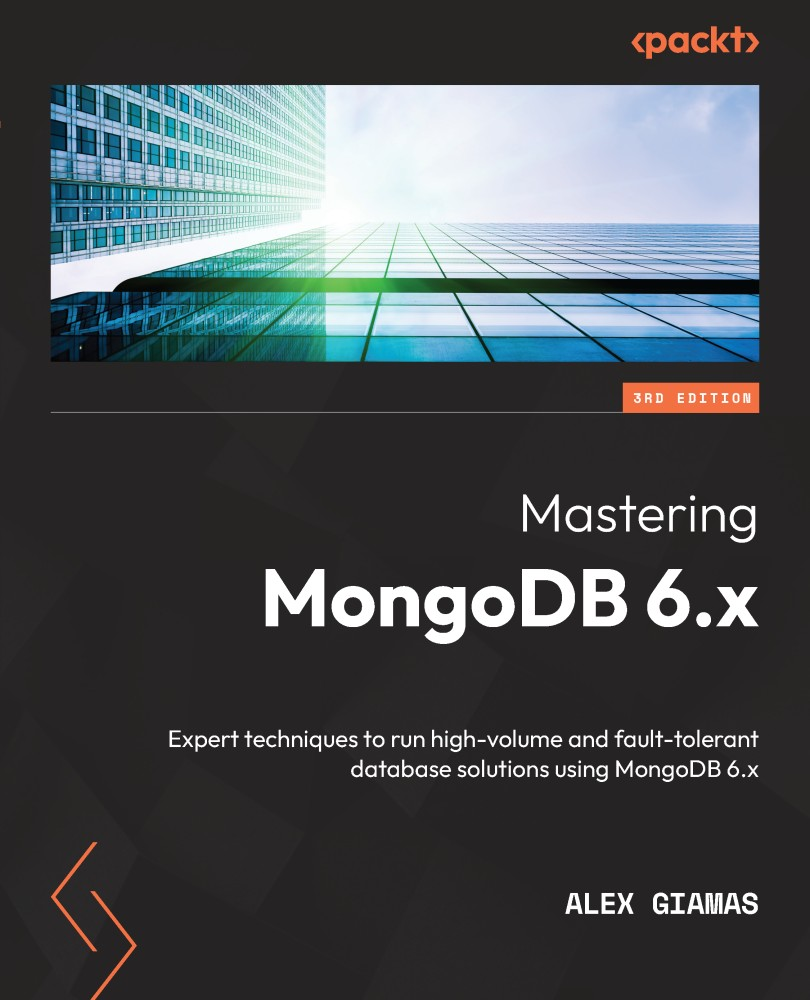 <packt>
3RD EDITION
Mastering
MongoDB 6.x
Expert techniques to run high-volume and fault-tolerant
database solutions using MongoDB 6.x
ALEX GIAMAS